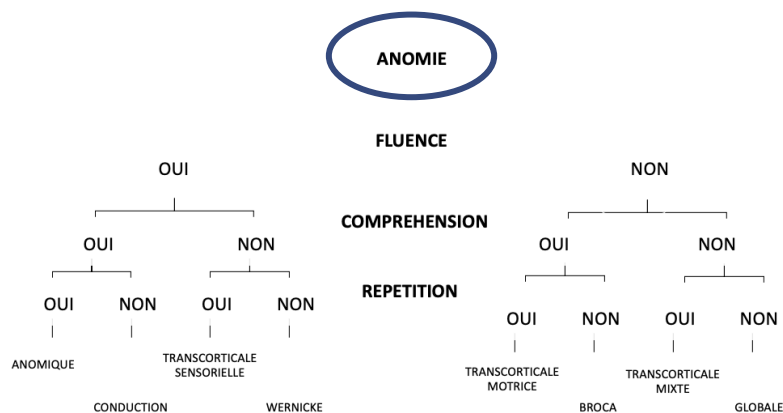 ANOMIE
FLUENCE
OUI NON
COMPREHENSION
OUI NON OUI NON
REPETITION
OUI NON OUI NON OUI NON OUI NON
ANOMIQUE
TRANSCORTICALE
SENSORIELLE
TRANSCORTICALE
MOTRICE
TRANSCORTICALE
MIXTE
CONDUCTION WERNICKE BROCA GLOBALE